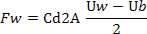 Fw = Cd2A (Uw − Ub) / 2